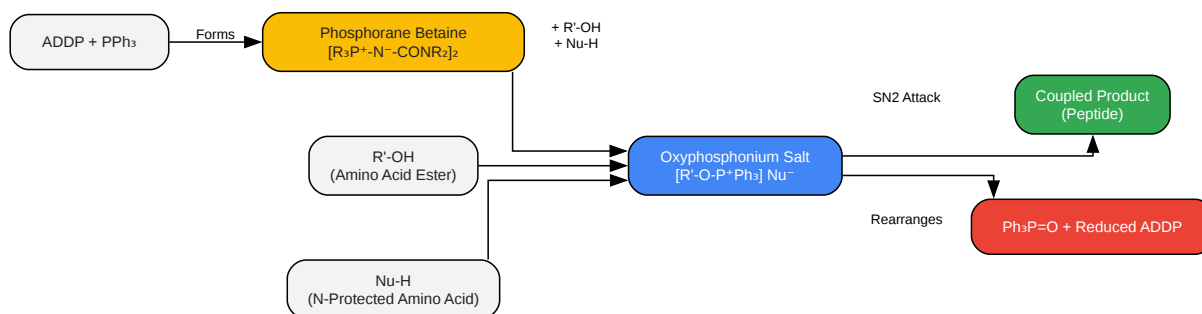 ADDP + PPh₃
Forms
Phosphorane Betaine
[R₃P⁺-N⁻-CONR₂]₂
+ R'-OH
+ Nu-H
R'-OH
(Amino Acid Ester)
Nu-H
(N-Protected Amino Acid)
Oxyphosphonium Salt
[R'-O-P⁺Ph₃] Nu⁻
SN2 Attack
Coupled Product
(Peptide)
Rearranges
Ph₃P=O + Reduced ADDP